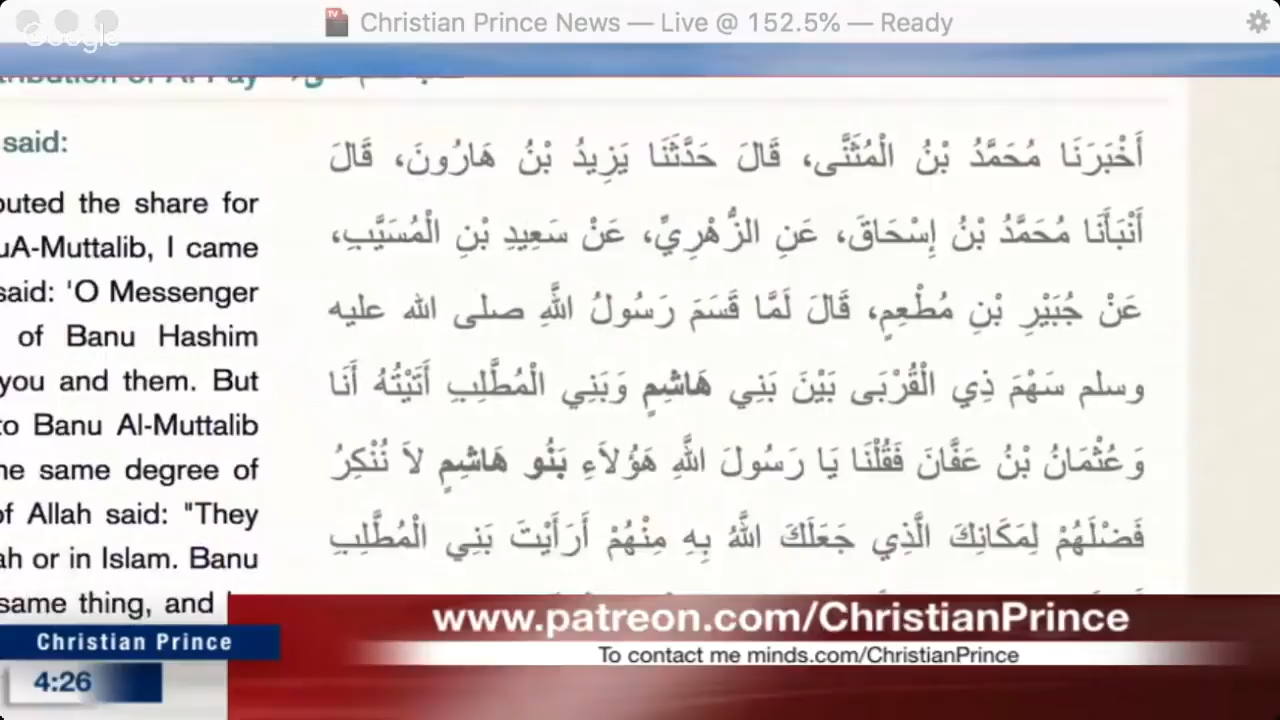 Christian Prince News — Live @ 152.5% — Ready
Google
said:
أَخْبَرَنَا مُحَمَّدُ بْنُ الْمُثَنَّى، قَالَ حَدَّثَنَا يَزِيدُ بْنُ هَارُونَ، قَالَ
أَنْبَأَنَا مُحَمَّدُ بْنُ إِسْحَاقَ، عَنِ الزُّهْرِيِّ، عَنْ سَعِيدِ بْنِ الْمُسَيَّبِ،
عَنْ جُبَيْرِ بْنِ مُطْعِمٍ، قَالَ لَمَّا قَسَمَ رَسُولُ اللَّهِ صلى الله عليه
وسلم سَهْمَ ذِي الْقُرْبَى بَيْنَ بَنِي هَاشِمٍ وَبَنِي الْمُطَّلِبِ أَتَيْتُهُ أَنَا
وَعُثْمَانُ بْنُ عَفَّانَ فَقُلْنَا يَا رَسُولَ اللَّهِ هَؤُلاَءِ بَنُو هَاشِمٍ لاَ نُنْكِرُ
فَضْلَهُمْ لِمَكَانِكَ الَّذِي جَعَلَكَ اللَّهُ بِهِ مِنْهُمْ أَرَأَيْتَ بَنِي الْمُطَّلِبِ
outed the share for
uA-Muttalib, I came
said: 'O Messenger
of Banu Hashim
you and them. But
to Banu Al-Muttalib
he same degree of
of Allah said: "They
ah or in Islam. Banu
same thing, and
www.patreon.com/ChristianPrince
To contact me minds.com/ChristianPrince
Christian Prince
4:26